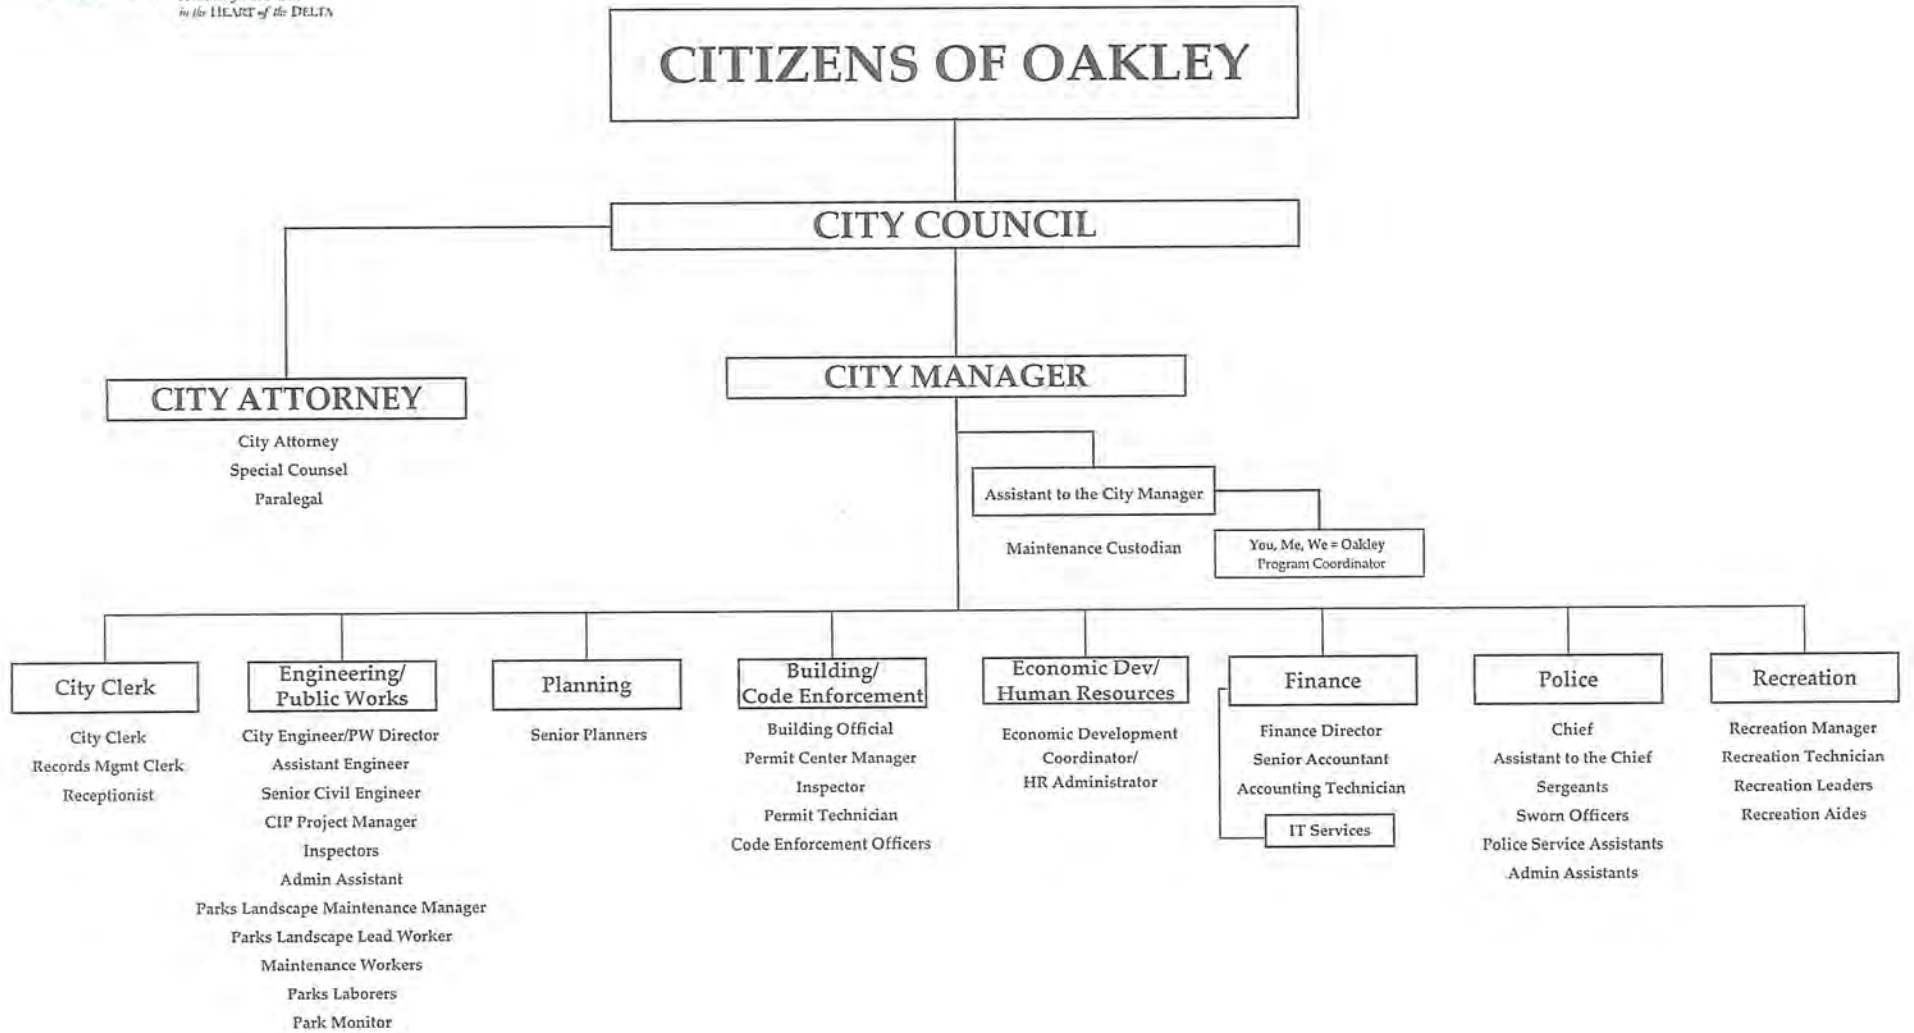 in the HEART of the DELTA
CITIZENS OF OAKLEY
CITY COUNCIL
CITY MANAGER
CITY ATTORNEY
City Attorney
Special Counsel
Paralegal
Assistant to the City Manager
Maintenance Custodian
You, Me, We = Oakley
Program Coordinator
City Clerk
City Clerk
Records Mgmt Clerk
Receptionist
Engineering/
Public Works
City Engineer/PW Director
Assistant Engineer
Senior Civil Engineer
CIP Project Manager
Inspectors
Admin Assistant
Parks Landscape Maintenance Manager
Parks Landscape Lead Worker
Maintenance Workers
Parks Laborers
Park Monitor
Planning
Senior Planners
Building/
Code Enforcement
Building Official
Permit Center Manager
Inspector
Permit Technician
Code Enforcement Officers
Economic Dev/
Human Resources
Economic Development
Coordinator/
HR Administrator
Finance
Finance Director
Senior Accountant
Accounting Technician
IT Services
Police
Chief
Assistant to the Chief
Sergeants
Sworn Officers
Police Service Assistants
Admin Assistants
Recreation
Recreation Manager
Recreation Technician
Recreation Leaders
Recreation Aides